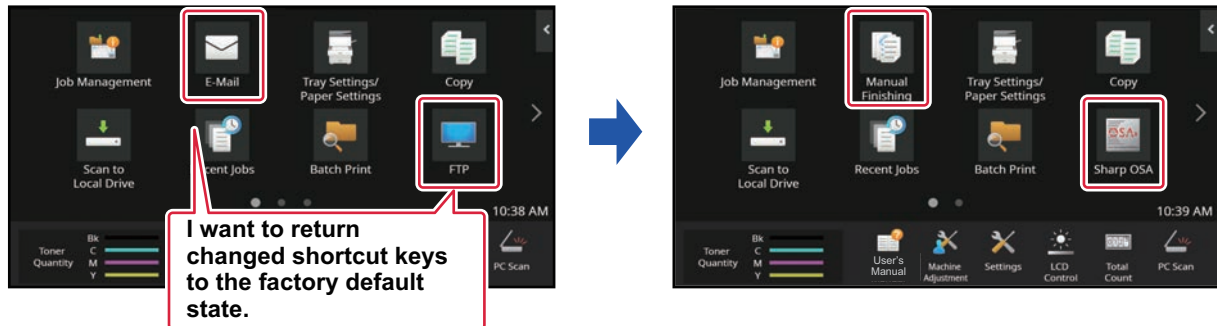 Job Management
E-Mail
Tray Settings/
Paper Settings
Copy
Scan to
Local Drive
cent Jobs
Batch Print
FTP
10:38 AM
Toner
Quantity
Bk
C
M
Y
PC Scan
I want to return
changed shortcut keys
to the factory default
state.
Job Management
Manual
Finishing
Tray Settings/
Paper Settings
Copy
Scan to
Local Drive
Recent Jobs
Batch Print
OSA
Sharp OSA
10:39 AM
Toner
Quantity
Bk
C
M
Y
User's
Manual
Machine
Adjustment
Settings
LCD
Control
Total
Count
PC Scan